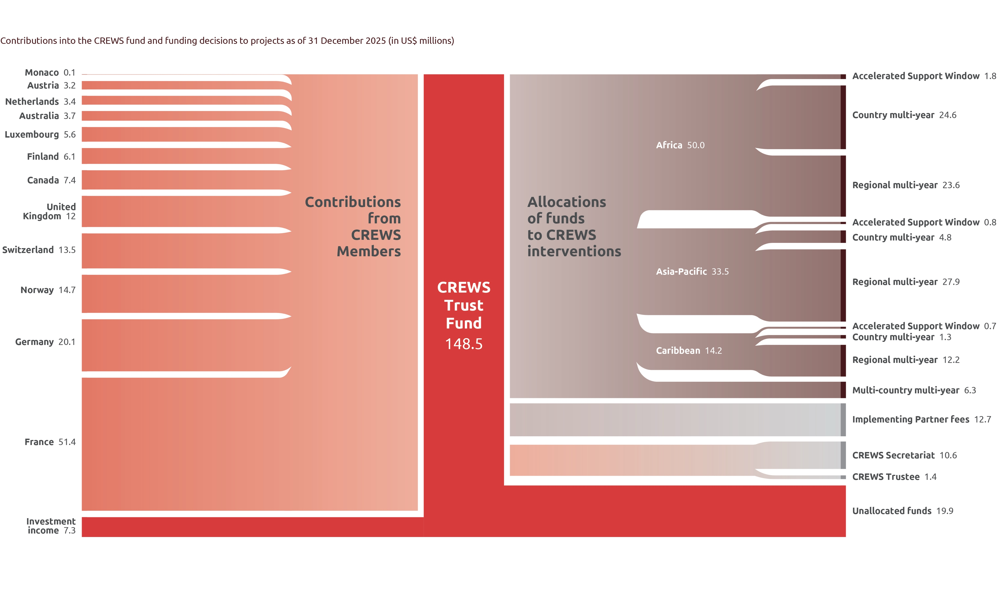 Contributions into the CREWS fund and funding decisions to projects as of 31 December 2025 (in US$ millions)
Monaco 0.1
Austria 3.2
Netherlands 3.4
Australia 3.7
Luxembourg 5.6
Finland 6.1
Canada 7.4
United
Kingdom 12
Switzerland 13.5
Norway 14.7
Germany 20.1
France 51.4
Investment
income 7.3
Contributions
from
CREWS
Members
CREWS
Trust
Fund
148.5
Allocations
of funds
to CREWS
interventions
Africa 50.0
Asia-Pacific 33.5
Caribbean 14.2
Accelerated Support Window 1.8
Country multi-year 24.6
Regional multi-year 23.6
Accelerated Support Window 0.8
Country multi-year 4.8
Regional multi-year 27.9
Accelerated Support Window 0.7
Country multi-year 1.3
Regional multi-year 12.2
Multi-country multi-year 6.3
Implementing Partner fees 12.7
CREWS Secretariat 10.6
CREWS Trustee 1.4
Unallocated funds 19.9